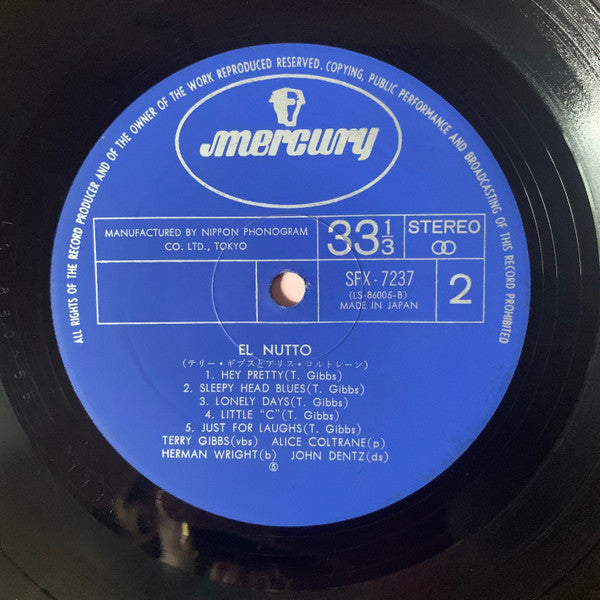 ALL RIGHTS OF THE RECORD PRODUCER AND OF THE OWNER OF THE WORK REPRODUCED RESERVED. COPYING, PUBLIC PERFORMANCE AND BROADCASTING OF THIS RECORD PROHIBITED
mercury
MANUFACTURED BY NIPPON PHONOGRAM
CO. LTD., TOKYO
33 1/3
STEREO
SFX-7237
(LS-86005-B)
MADE IN JAPAN
2
EL NUTTO
(テリー・ギブスとアリス・コルトレーン)
1. HEY PRETTY(T. Gibbs)
2. SLEEPY HEAD BLUES(T. Gibbs)
3. LONELY DAYS(T. Gibbs)
4. LITTLE "C"(T. Gibbs)
5. JUST FOR LAUGHS(T. Gibbs)
TERRY GIBBS(vbs) ALICE COLTRANE(p)
HERMAN WRIGHT(b) JOHN DENTZ(ds)